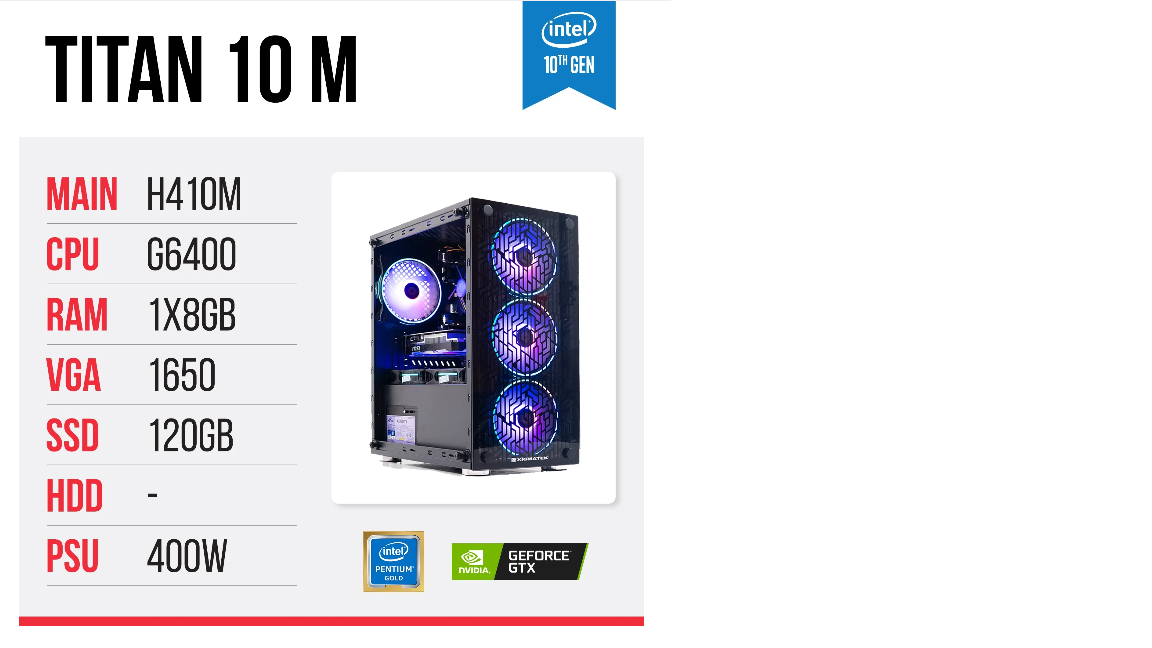 TITAN 10 M
intel
10TH GEN
MAIN H410M
CPU G6400
RAM 1X8GB
VGA 1650
SSD 120GB
HDD -
PSU 400W
XIGMATEK
intel
PENTIUM®
GOLD
NVIDIA.
GEFORCE®
GTX